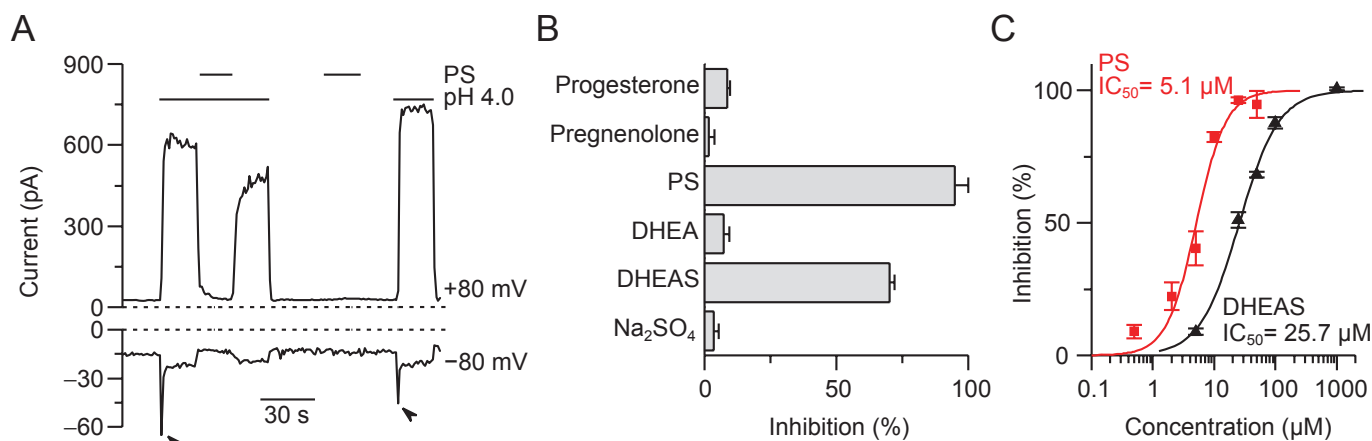 A
900
600
300
0
0
−30
−60
Current (pA)
PS
pH 4.0
+80 mV
−80 mV
30 s
B
Progesterone
Pregnenolone
PS
DHEA
DHEAS
Na₂SO₄
0 50 100
Inhibition (%)
C
PS
IC₅₀= 5.1 µM
100
50
0
Inhibition (%)
DHEAS
IC₅₀= 25.7 µM
0.1 1 10 100 1000
Concentration (µM)